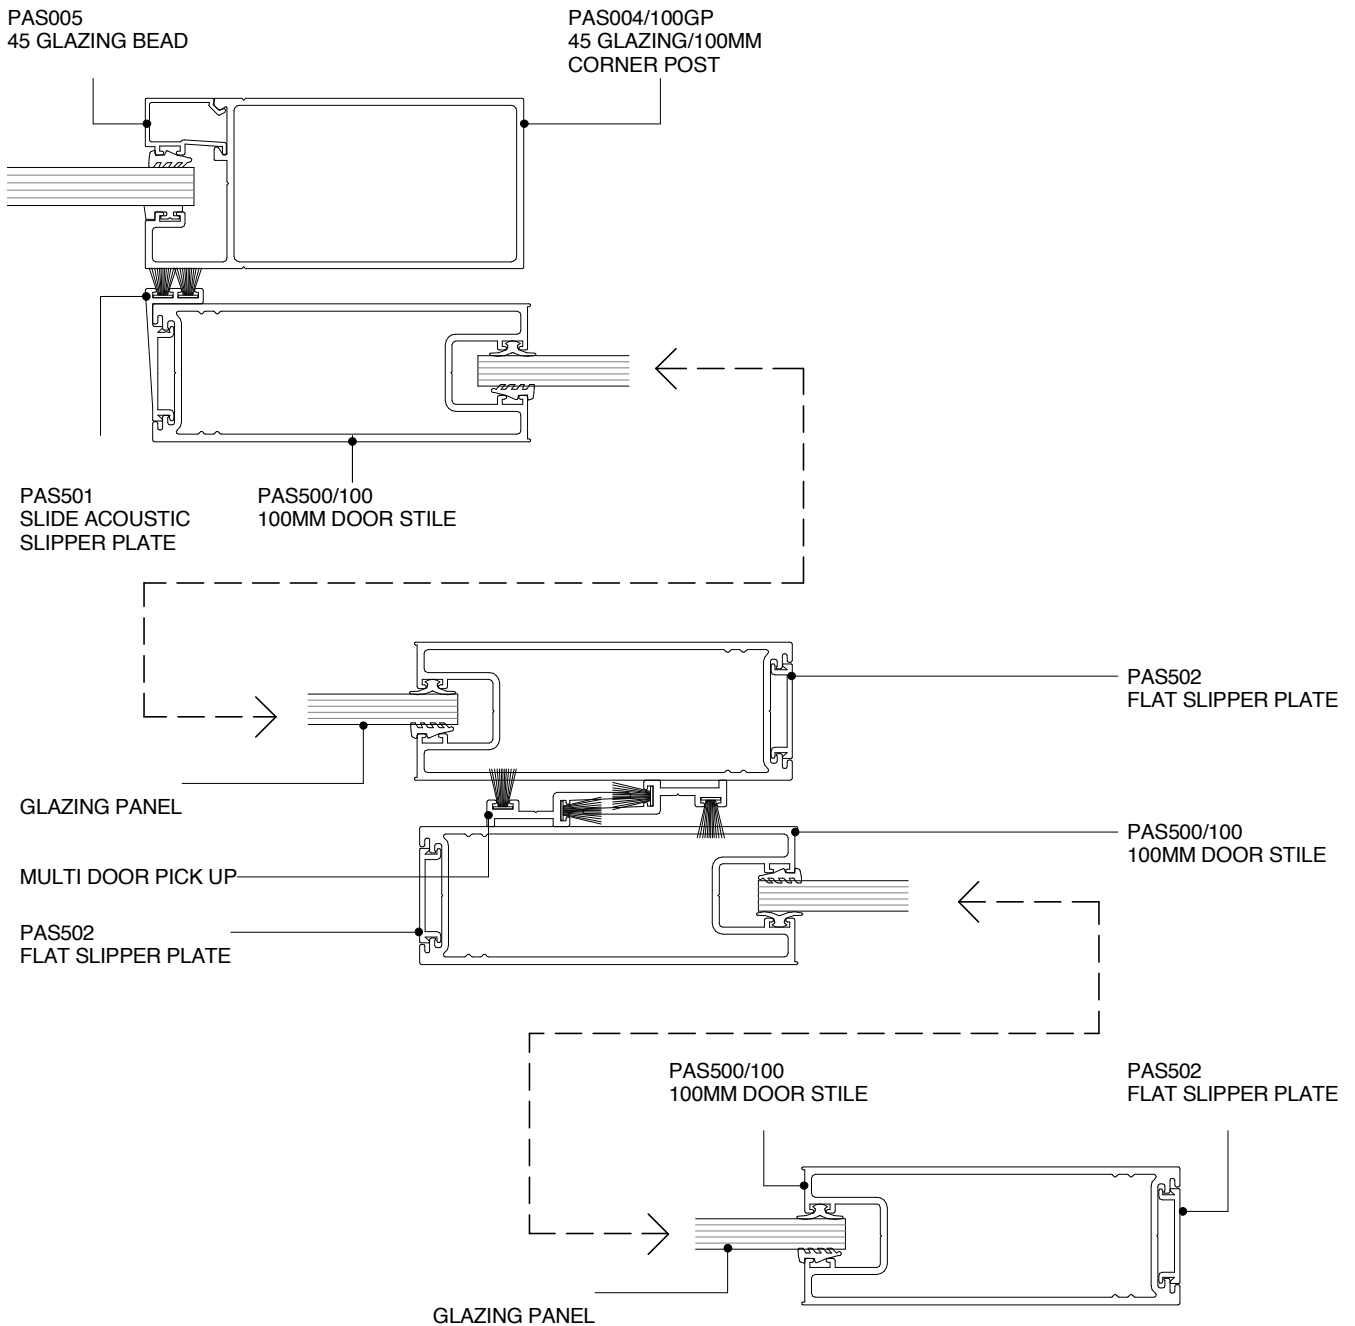 PAS005
45 GLAZING BEAD
PAS004/100GP
45 GLAZING/100MM
CORNER POST
PAS501
SLIDE ACOUSTIC
SLIPPER PLATE
PAS500/100
100MM DOOR STILE
PAS502
FLAT SLIPPER PLATE
GLAZING PANEL
PAS500/100
100MM DOOR STILE
MULTI DOOR PICK UP
PAS502
FLAT SLIPPER PLATE
PAS500/100
100MM DOOR STILE
PAS502
FLAT SLIPPER PLATE
GLAZING PANEL